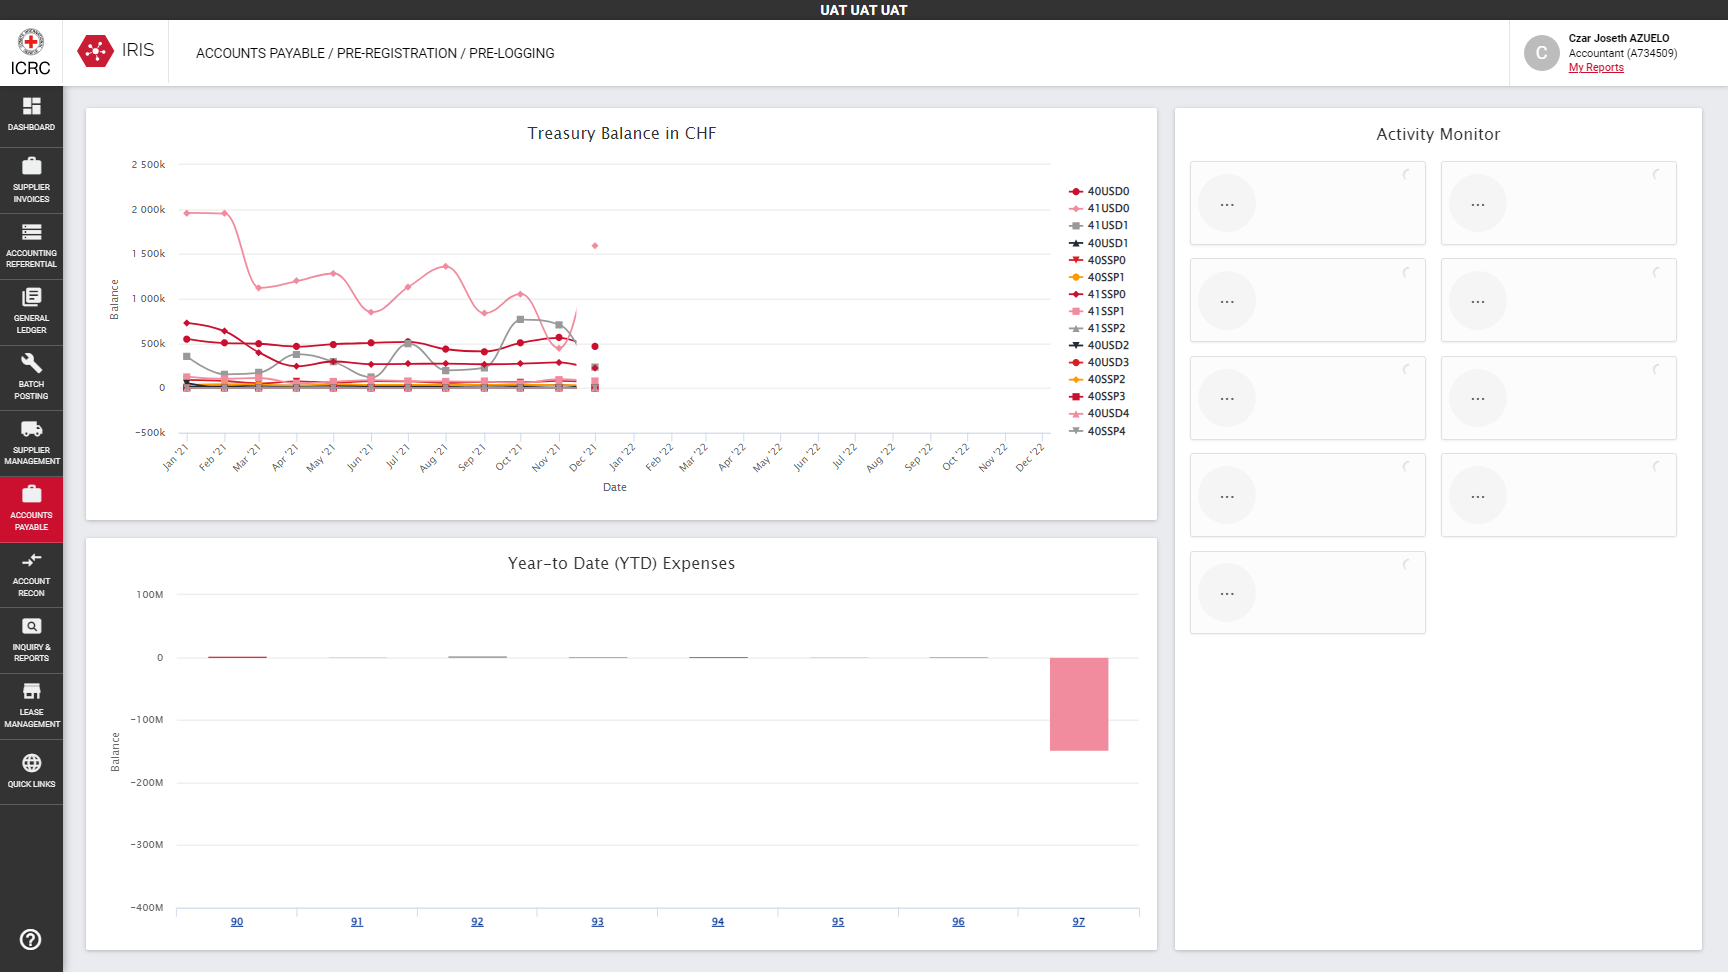 UAT UAT UAT
ICRC
IRIS
ACCOUNTS PAYABLE / PRE-REGISTRATION / PRE-LOGGING
C
Czar Joseth AZUELO
Accountant (A734509)
My Reports
DASHBOARD
SUPPLIER
INVOICES
ACCOUNTING
REFERENTIAL
GENERAL
LEDGER
BATCH
POSTING
SUPPLIER
MANAGEMENT
ACCOUNTS
PAYABLE
ACCOUNT
RECON
INQUIRY &
REPORTS
LEASE
MANAGEMENT
QUICK LINKS
Treasury Balance in CHF
2 500k
2 000k
1 500k
1 000k
500k
0
-500k
Balance
Jan '21
Feb '21
Mar '21
Apr '21
May '21
Jun '21
Jul '21
Aug '21
Sep '21
Oct '21
Nov '21
Dec '21
Jan '22
Feb '22
Mar '22
Apr '22
May '22
Jun '22
Jul '22
Aug '22
Sep '22
Oct '22
Nov '22
Dec '22
Date
40USD0
41USD0
41USD1
40USD1
40SSP0
40SSP1
41SSP0
41SSP1
41SSP2
40USD2
40USD3
40SSP2
40SSP3
40USD4
40SSP4
Year-to Date (YTD) Expenses
100M
0
-100M
-200M
-300M
-400M
Balance
90
91
92
93
94
95
96
97
Activity Monitor
...
...
...
...
...
...
...
...
...